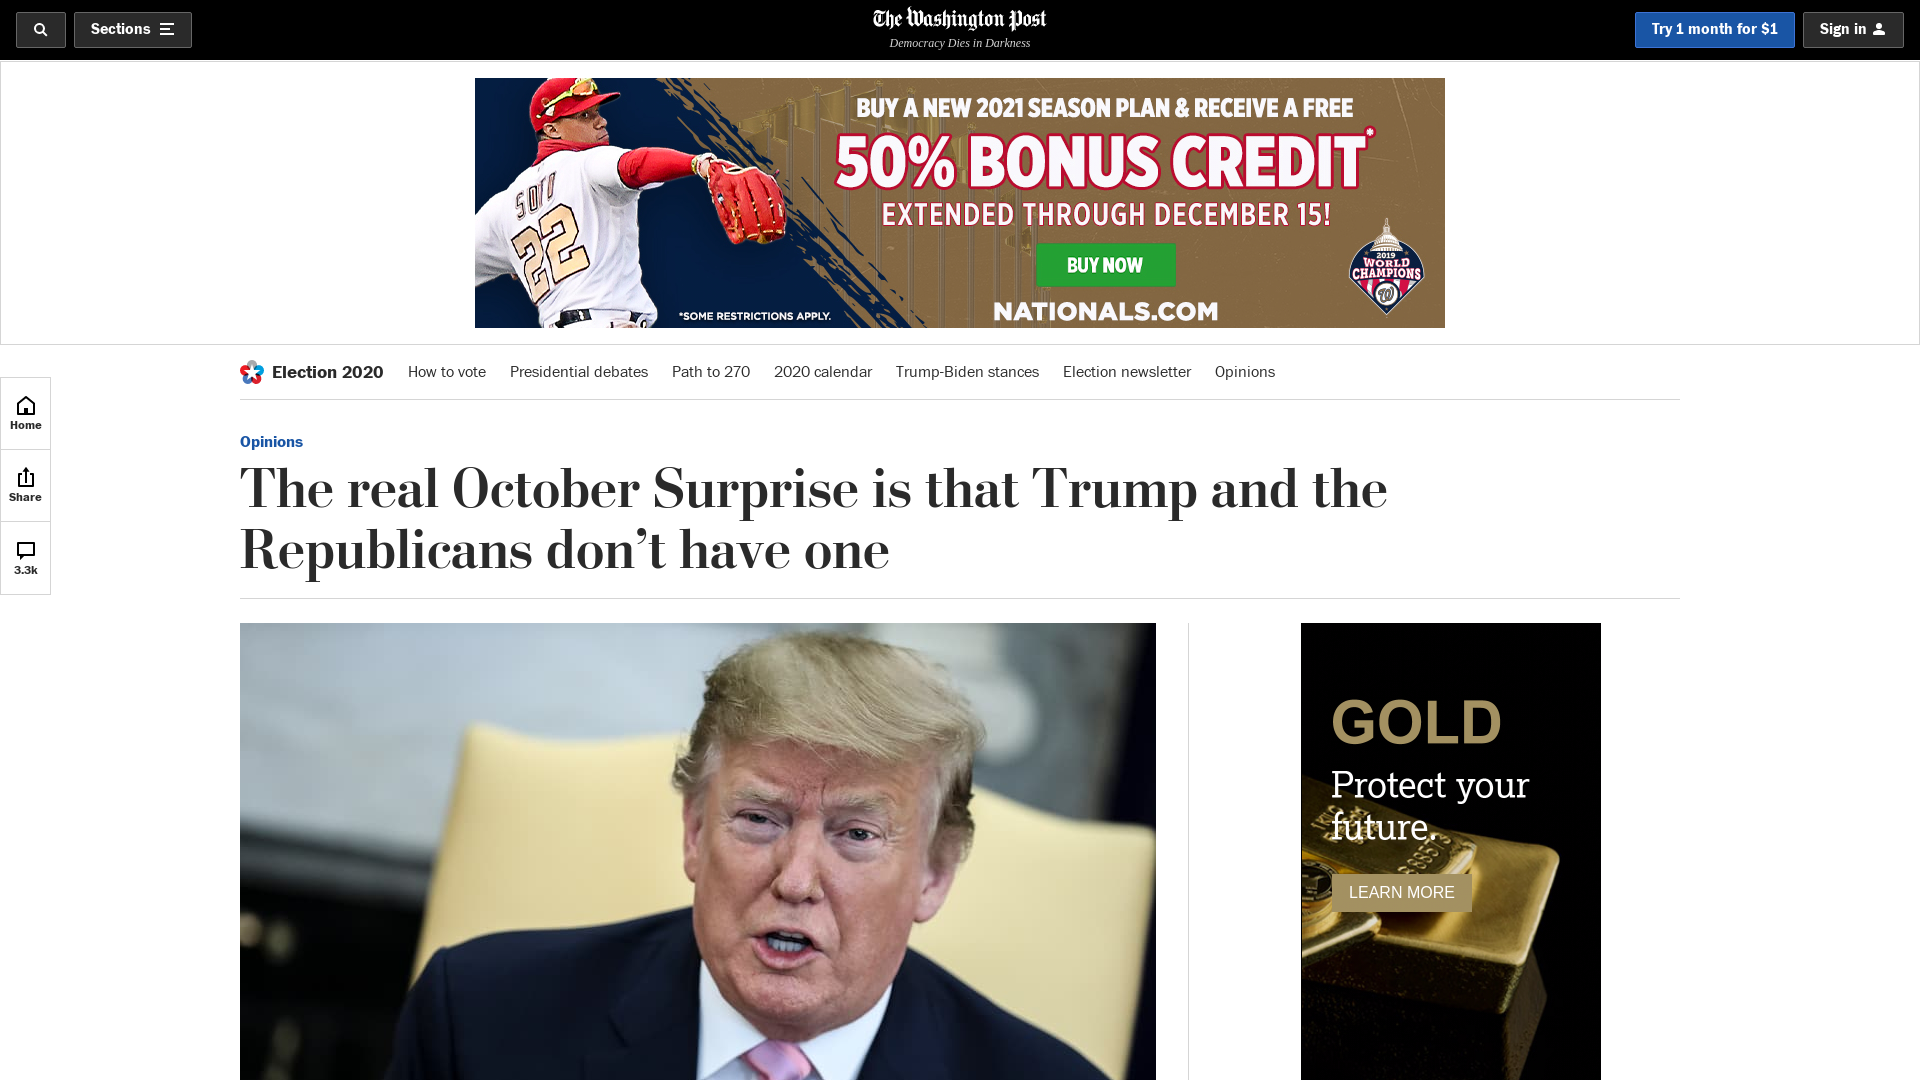 Sections
The Washington Post
Democracy Dies in Darkness
Try 1 month for $1
Sign in
BUY A NEW 2021 SEASON PLAN & RECEIVE A FREE
50% BONUS CREDIT*
EXTENDED THROUGH DECEMBER 15!
BUY NOW
NATIONALS.COM
*SOME RESTRICTIONS APPLY.
22
2019
WORLD
CHAMPIONS
W
Election 2020
How to vote
Presidential debates
Path to 270
2020 calendar
Trump-Biden stances
Election newsletter
Opinions
Home
Share
3.3k
Opinions
The real October Surprise is that Trump and the
Republicans don’t have one
GOLD
Protect your
future.
LEARN MORE